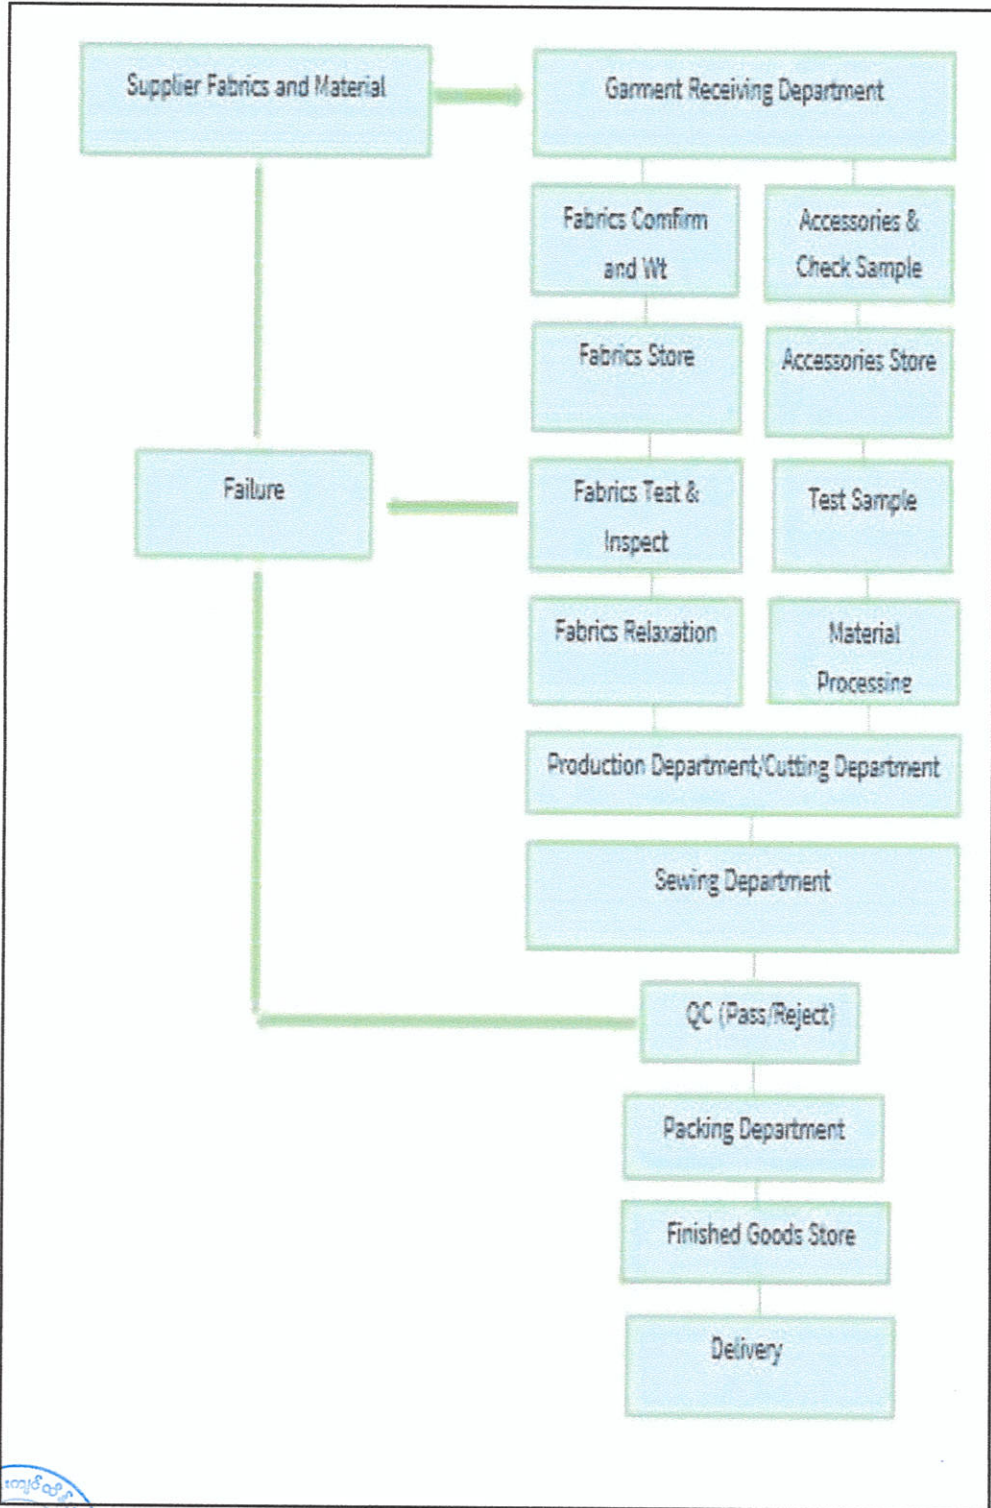 Supplier Fabrics and Material
Garment Receiving Department
Fabrics Comfirm
and Wt
Accessories &
Check Sample
Fabrics Store
Accessories Store
Failure
Fabrics Test &
Inspect
Test Sample
Fabrics Relaxation
Material
Processing
Production Department/Cutting Department
Sewing Department
QC (Pass/Reject)
Packing Department
Finished Goods Store
Delivery